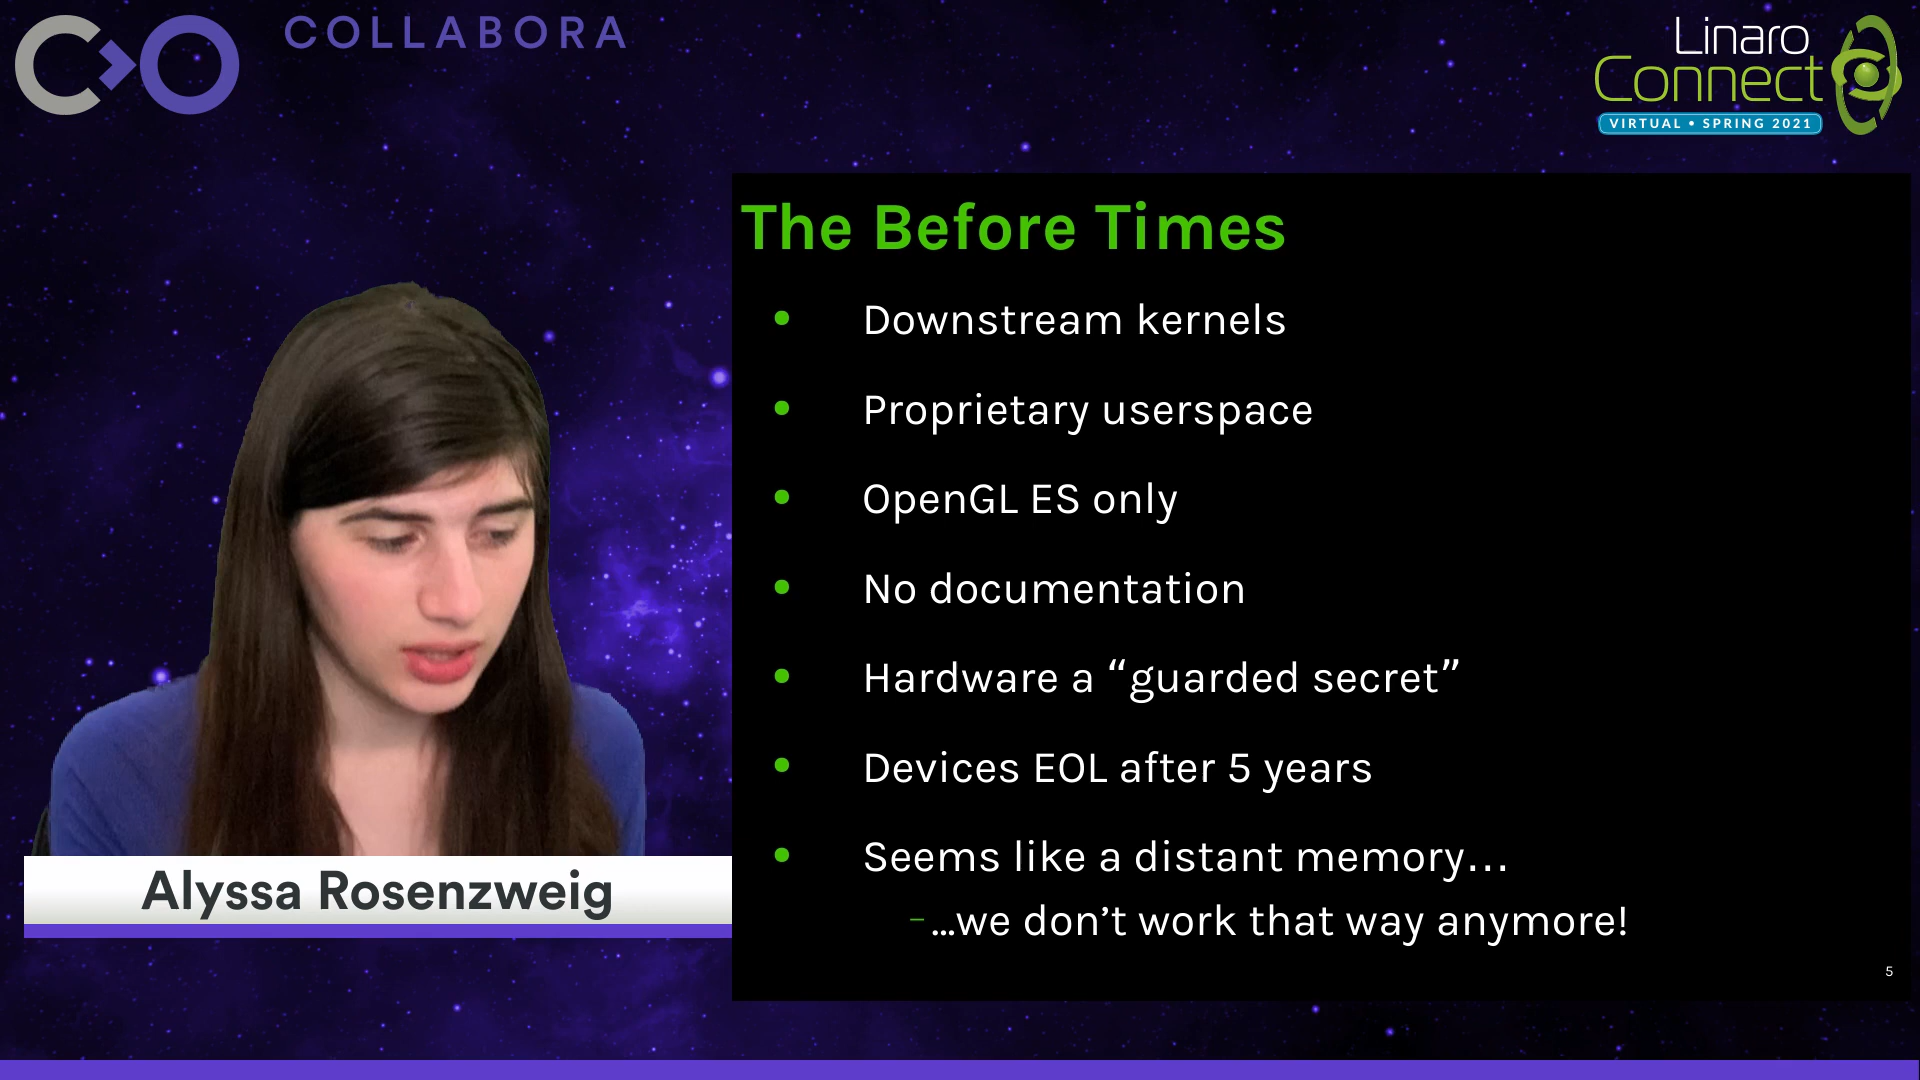 COLLABORA
Linaro
Connect
VIRTUAL • SPRING 2021
The Before Times
• Downstream kernels
• Proprietary userspace
• OpenGL ES only
• No documentation
• Hardware a “guarded secret”
• Devices EOL after 5 years
• Seems like a distant memory…
–…we don’t work that way anymore!
5
Alyssa Rosenzweig